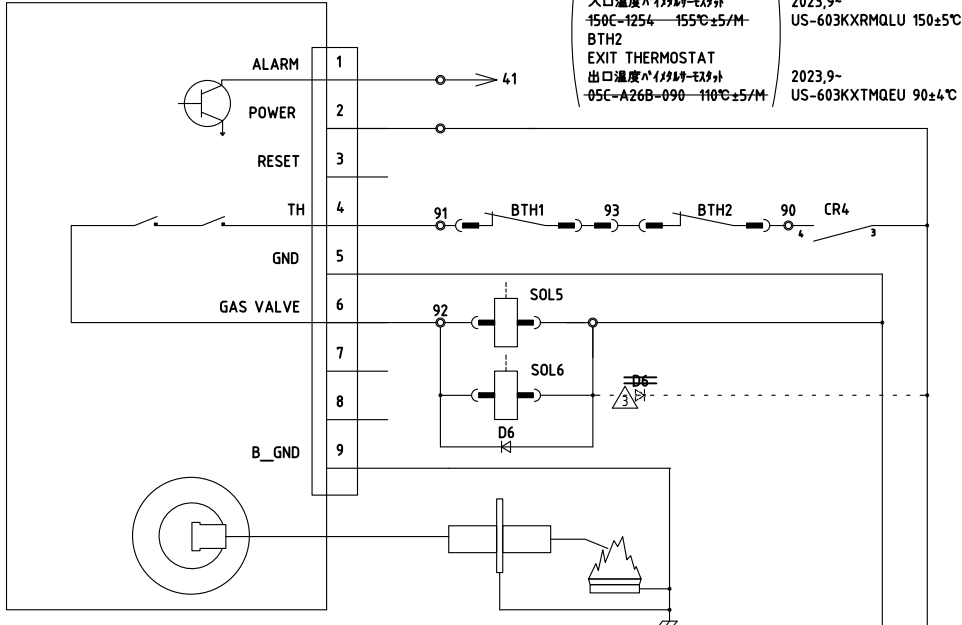 入口温度ﾊﾞｲﾒﾀﾙｻｰﾓｽﾀｯﾄ 2023,9~
150C-1254 155℃±5/M US-603KXRMQLU 150±5℃
BTH2
EXIT THERMOSTAT
出口温度ﾊﾞｲﾒﾀﾙｻｰﾓｽﾀｯﾄ 2023,9~
05C-A26B-090 110℃±5/M US-603KXTMQEU 90±4℃
ALARM 1 41
POWER 2
RESET 3
TH 4 91 BTH1 93 BTH2 90 CR4
4 3
GND 5
GAS VALVE 6 92 SOL5
7
SOL6
8 D6
3
D6
B_GND 9